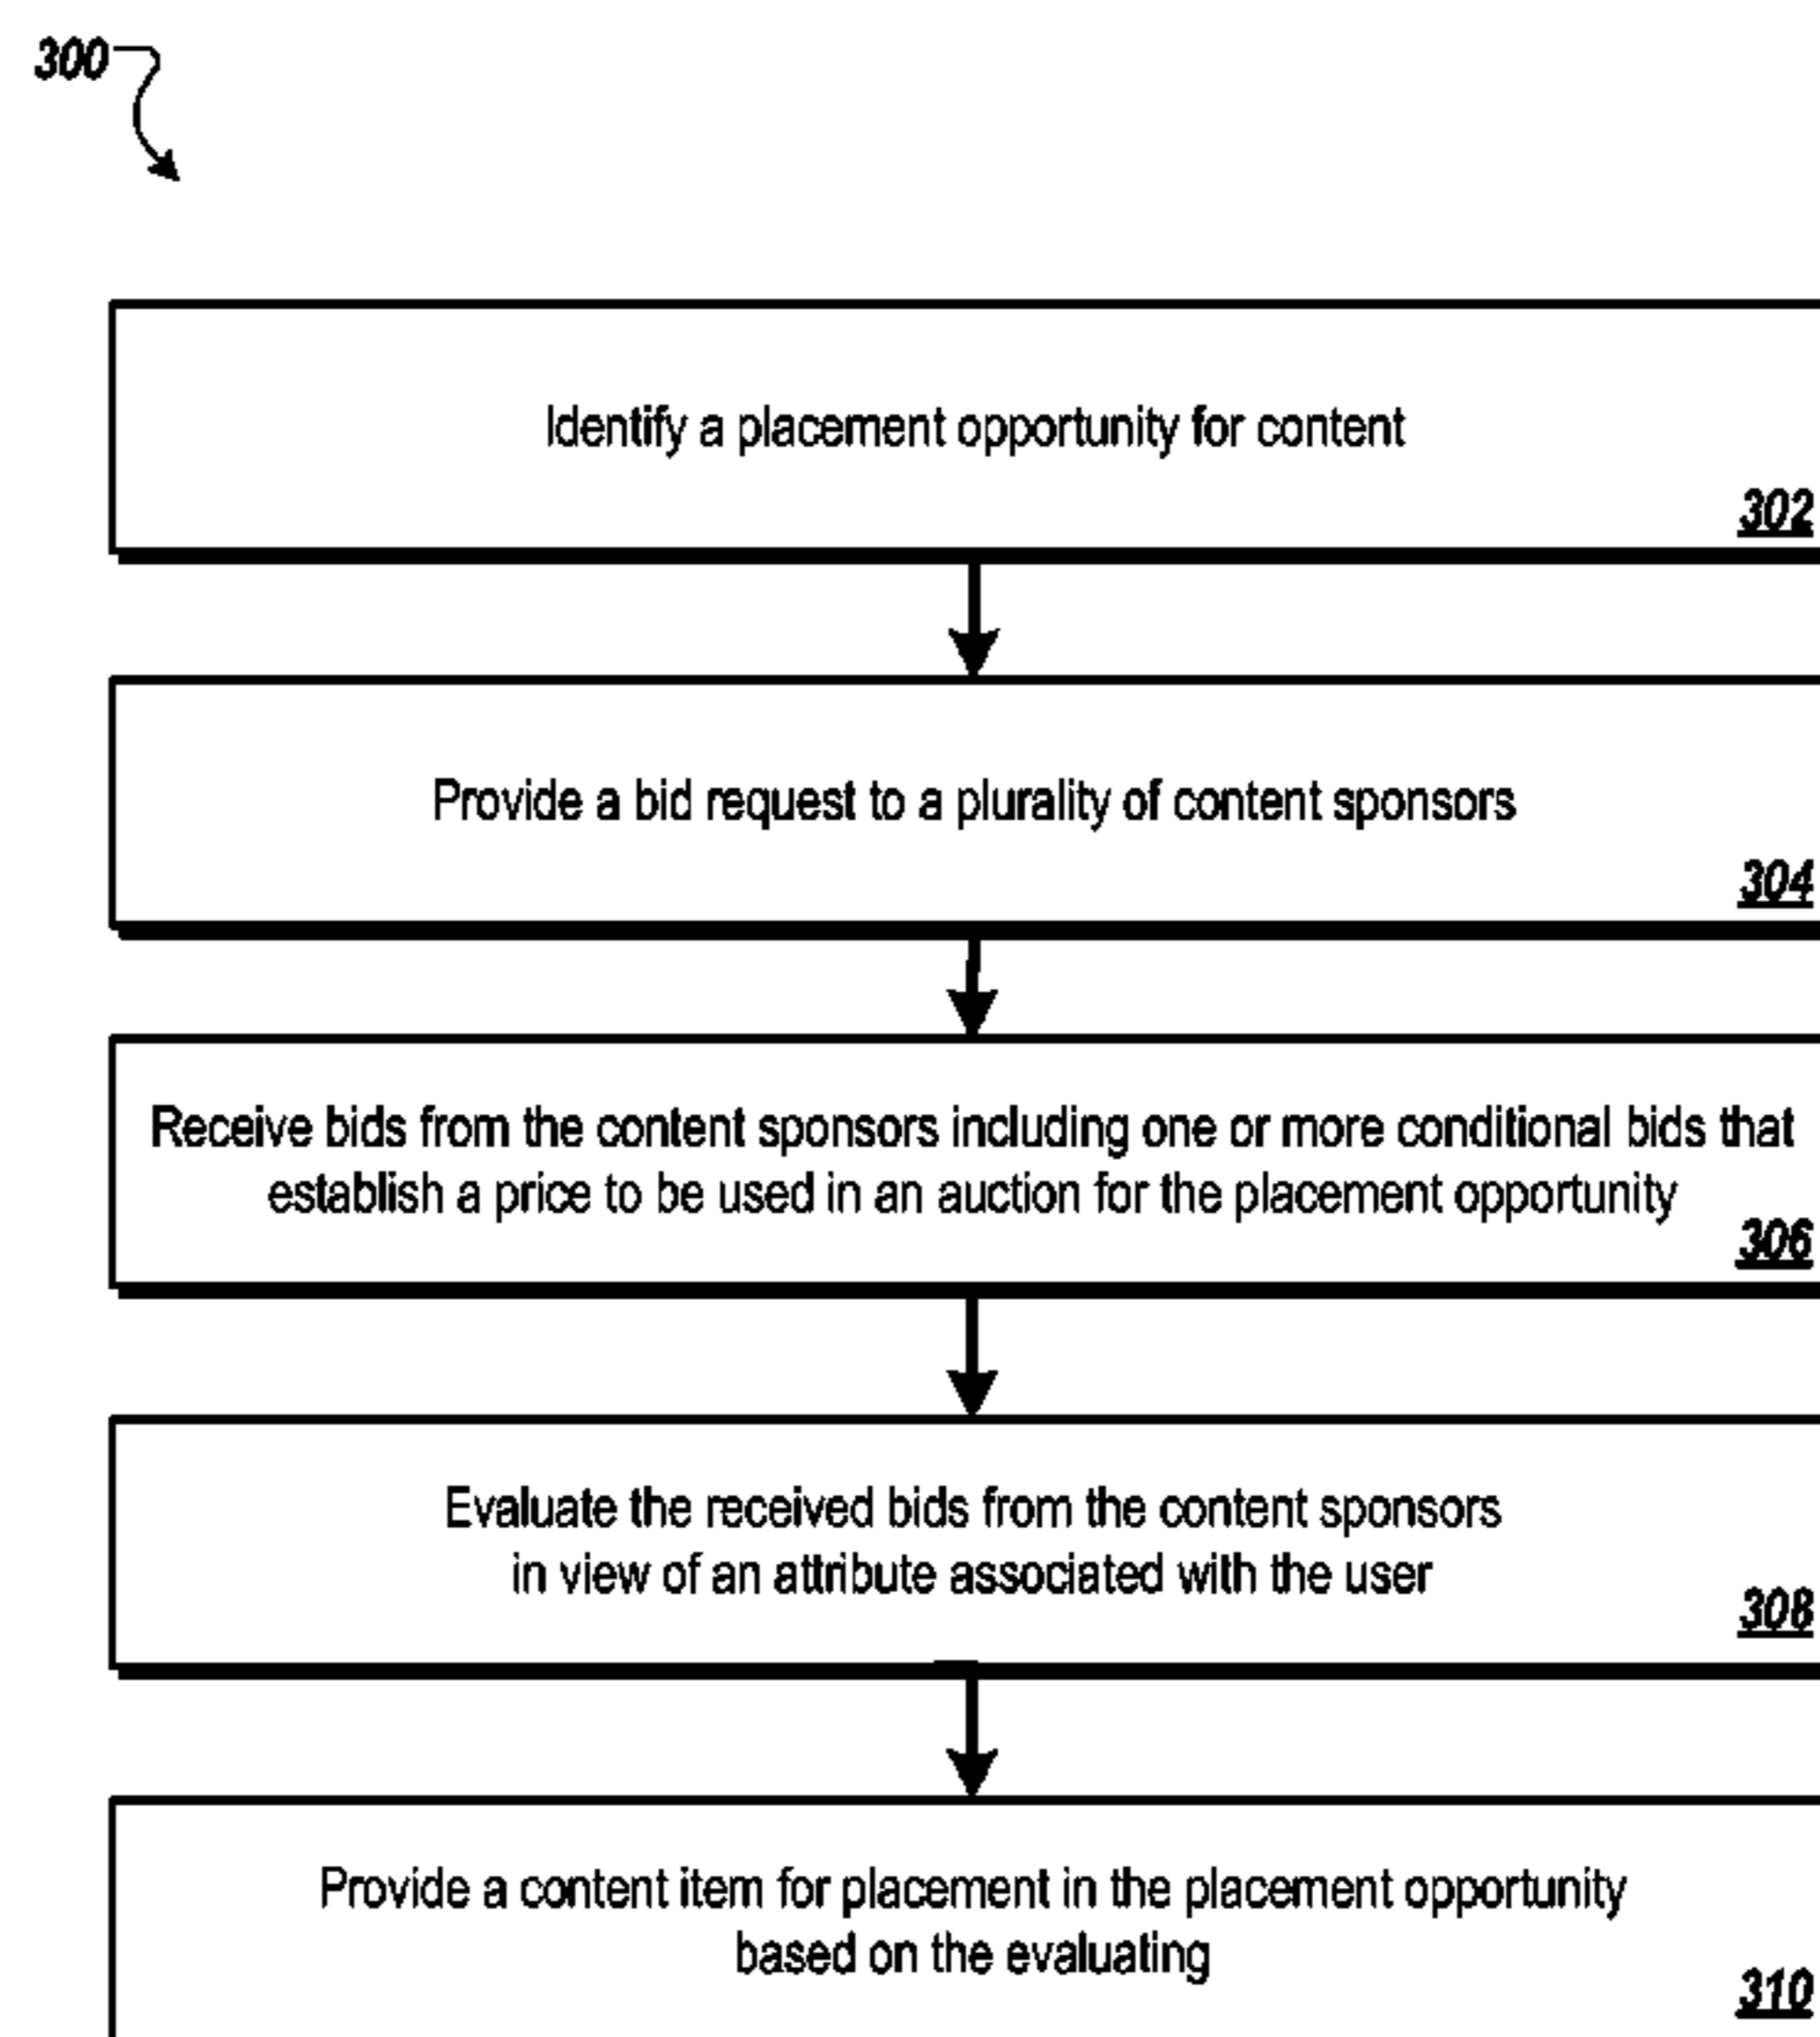 300
Identify a placement opportunity for content
302
Provide a bid request to a plurality of content sponsors
304
Receive bids from the content sponsors including one or more conditional bids that
establish a price to be used in an auction for the placement opportunity
306
Evaluate the received bids from the content sponsors
in view of an attribute associated with the user
308
Provide a content item for placement in the placement opportunity
based on the evaluating
310